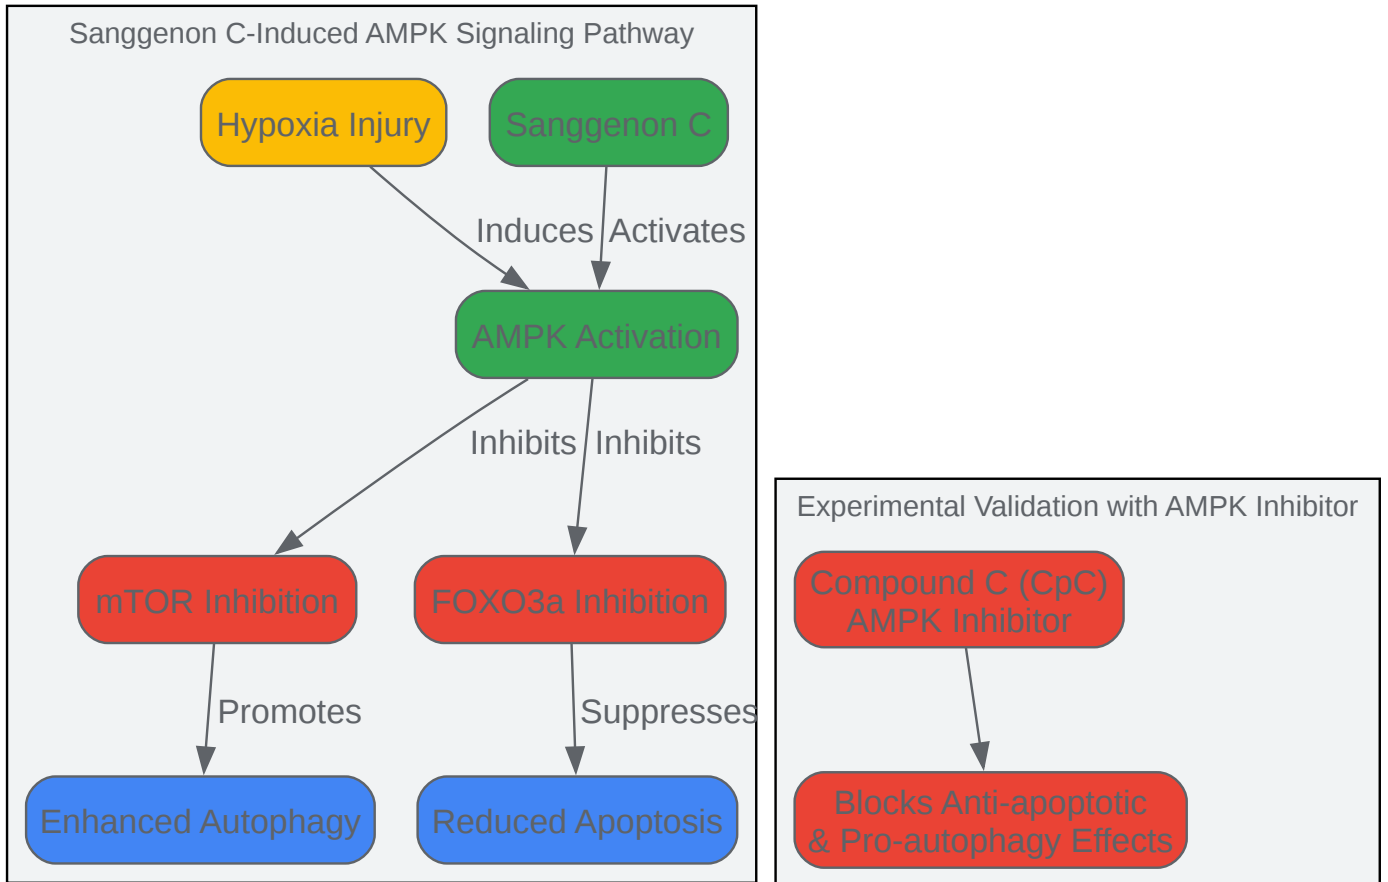 Sanggenon C-Induced AMPK Signaling Pathway
Hypoxia Injury
Sanggenon C
Induces
Activates
AMPK Activation
Inhibits
Inhibits
mTOR Inhibition
FOXO3a Inhibition
Promotes
Suppresses
Enhanced Autophagy
Reduced Apoptosis
Experimental Validation with AMPK Inhibitor
Compound C (CpC)
AMPK Inhibitor
Blocks Anti-apoptotic
& Pro-autophagy Effects